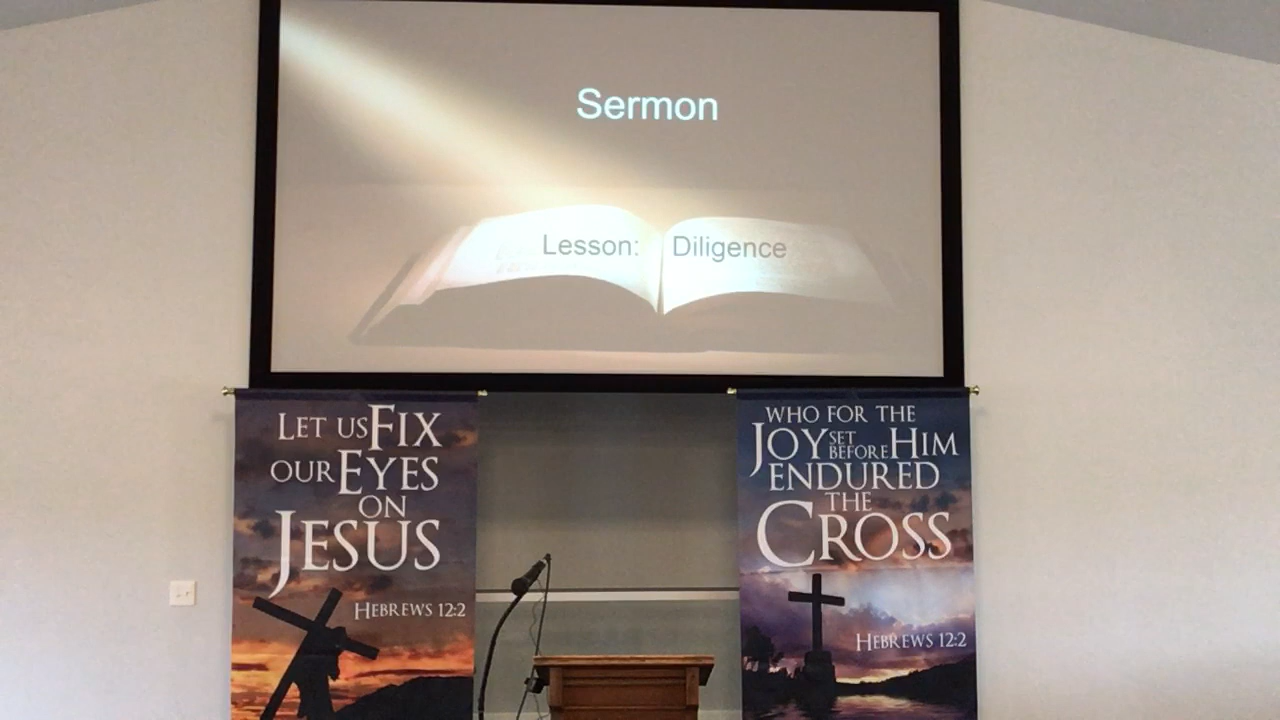 Sermon
Lesson: Diligence
LET US FIX
OUR EYES
ON
JESUS
HEBREWS 12:2
WHO FOR THE
JOY SET BEFORE HIM
ENDURED
THE
CROSS
HEBREWS 12:2